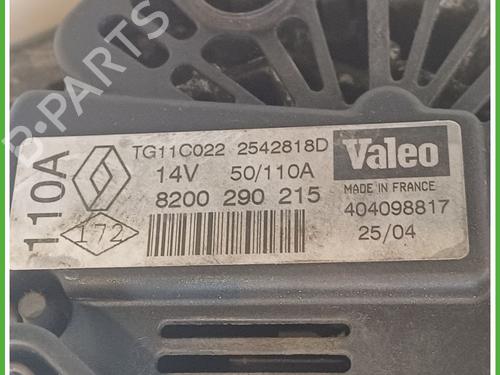 B-PARTS
110A
172
TG11C022 2542818D
14V 50/110A
8200 290 215
Valeo
MADE IN FRANCE
404098817
25/04